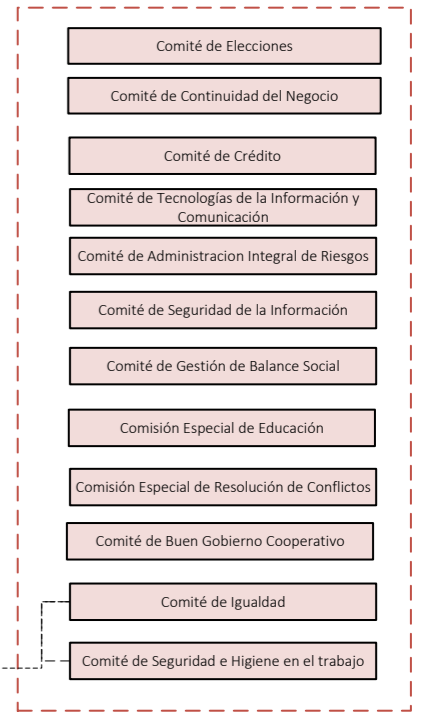 Comité de Elecciones
Comité de Continuidad del Negocio
Comité de Crédito
Comité de Tecnologías de la Información y
Comunicación
Comité de Administracion Integral de Riesgos
Comité de Seguridad de la Información
Comité de Gestión de Balance Social
Comisión Especial de Educación
Comisión Especial de Resolución de Conflictos
Comité de Buen Gobierno Cooperativo
Comité de Igualdad
Comité de Seguridad e Higiene en el trabajo